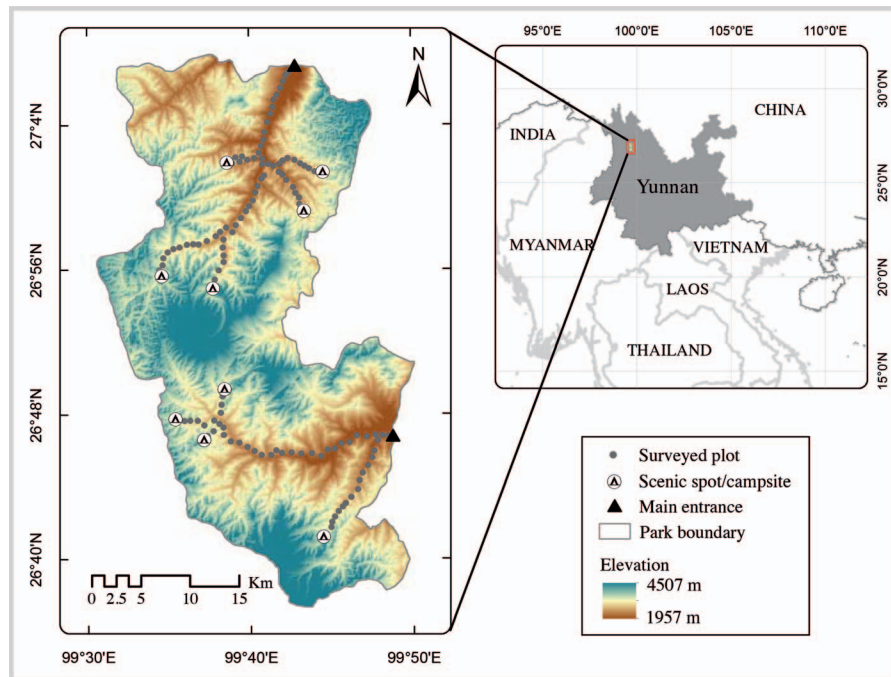 95°0'E
100°0'E
105°0'E
110°0'E
N
27°4'N
26°56'N
26°48'N
26°40'N
30°0'N
25°0'N
20°0'N
15°0'N
CHINA
INDIA
Yunnan
MYANMAR
VIETNAM
LAOS
THAILAND
Surveyed plot
Scenic spot/campsite
Main entrance
Park boundary
Elevation
4507 m
1957 m
Km
0 2.5 5 10 15
99°30'E
99°40'E
99°50'E